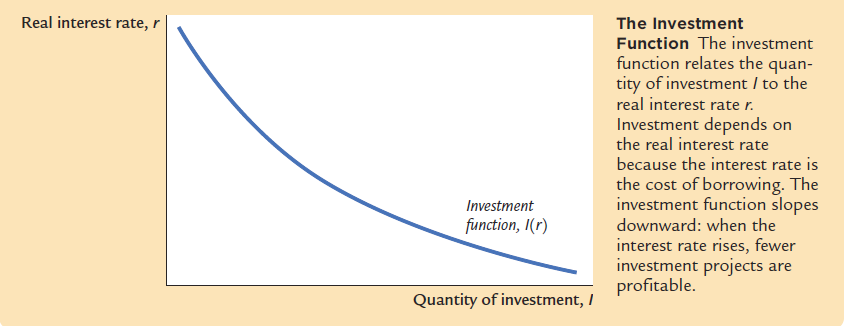 Real interest rate, r
Investment
function, I(r)
Quantity of investment, I
The Investment
Function The investment
function relates the quan-
tity of investment I to the
real interest rate r.
Investment depends on
the real interest rate
because the interest rate is
the cost of borrowing. The
investment function slopes
downward: when the
interest rate rises, fewer
investment projects are
profitable.